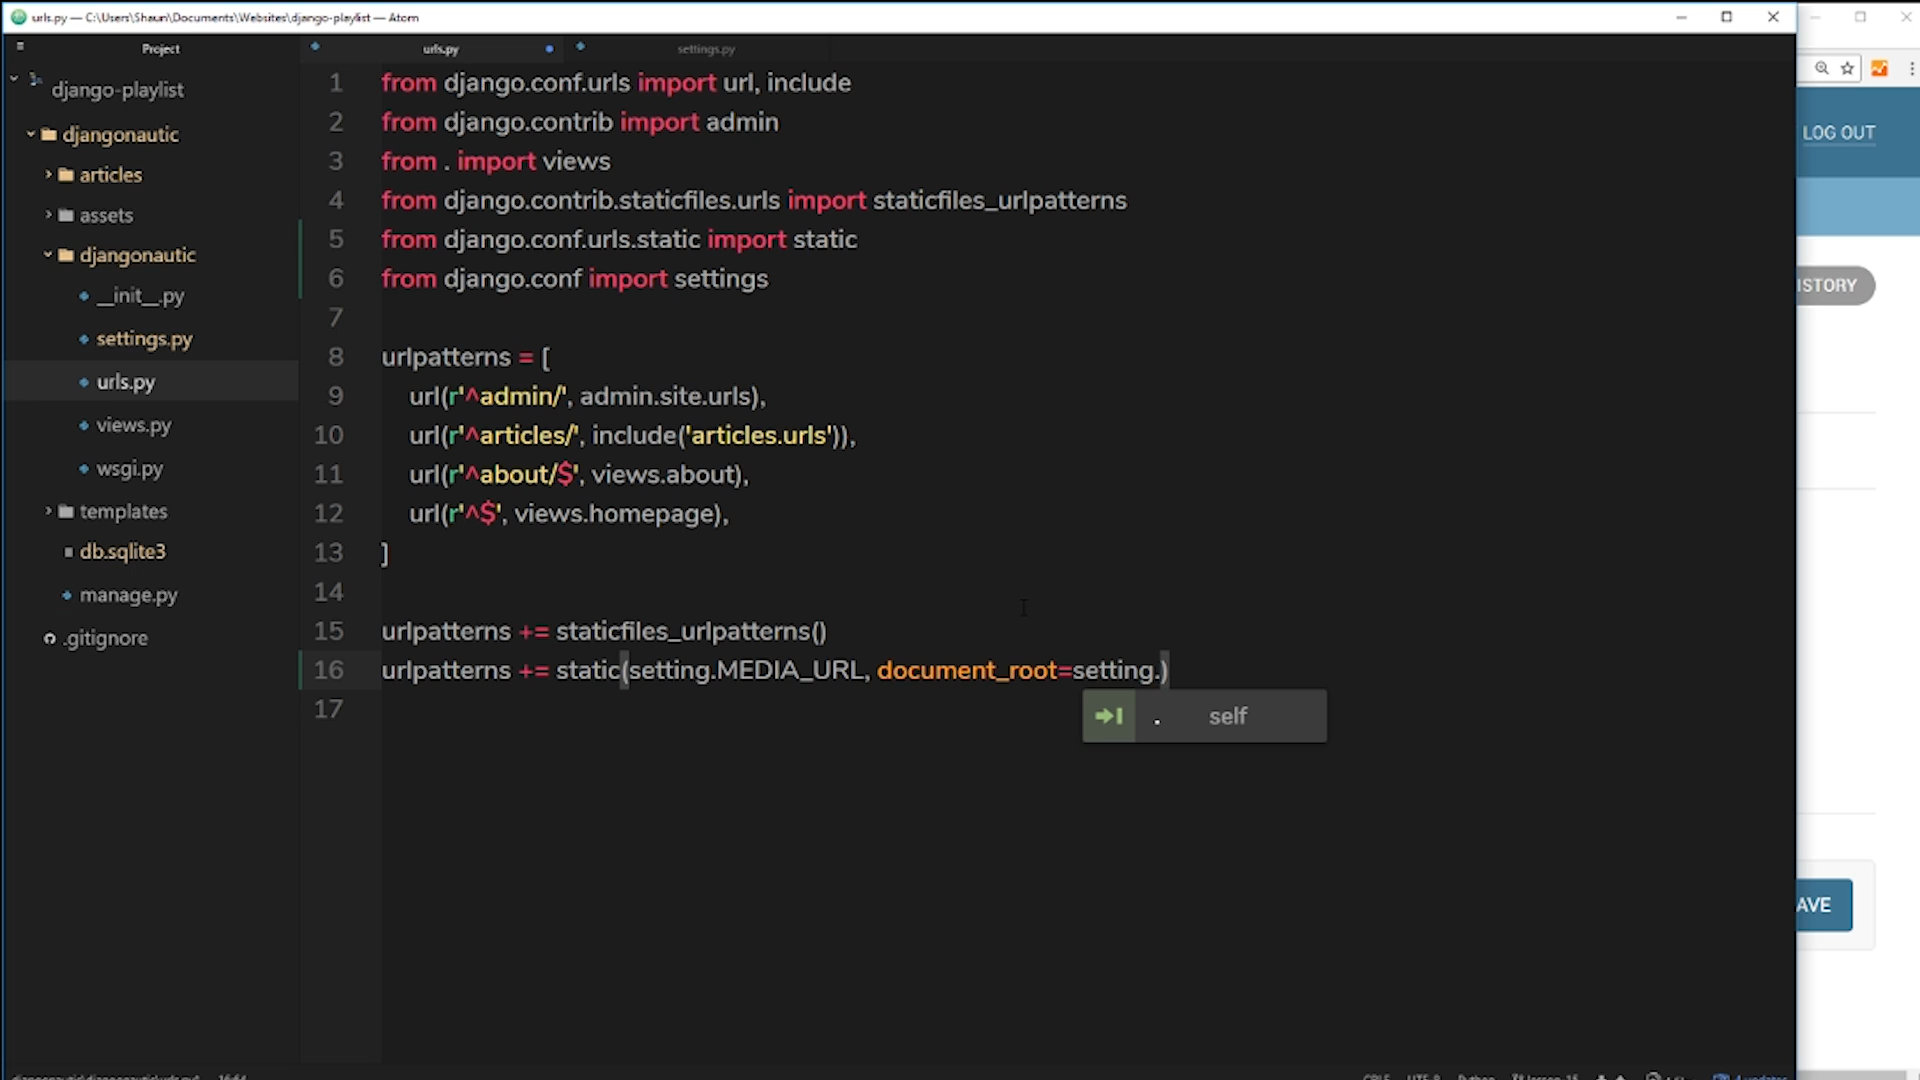 urls.py — C:\Users\Shaun\Documents\Websites\django-playlist — Atom
Project
urls.py
settings.py
django-playlist
djangonautic
articles
assets
djangonautic
__init__.py
settings.py
urls.py
views.py
wsgi.py
templates
db.sqlite3
manage.py
.gitignore
1 from django.conf.urls import url, include
2 from django.contrib import admin
3 from . import views
4 from django.contrib.staticfiles.urls import staticfiles_urlpatterns
5 from django.conf.urls.static import static
6 from django.conf import settings
7
8 urlpatterns = [
9 url(r'^admin/', admin.site.urls),
10 url(r'^articles/', include('articles.urls')),
11 url(r'^about/$', views.about),
12 url(r'^$', views.homepage),
13 ]
14
15 urlpatterns += staticfiles_urlpatterns()
16 urlpatterns += static(setting.MEDIA_URL, document_root=setting.)
17
. self
LOG OUT
ISTORY
AVE